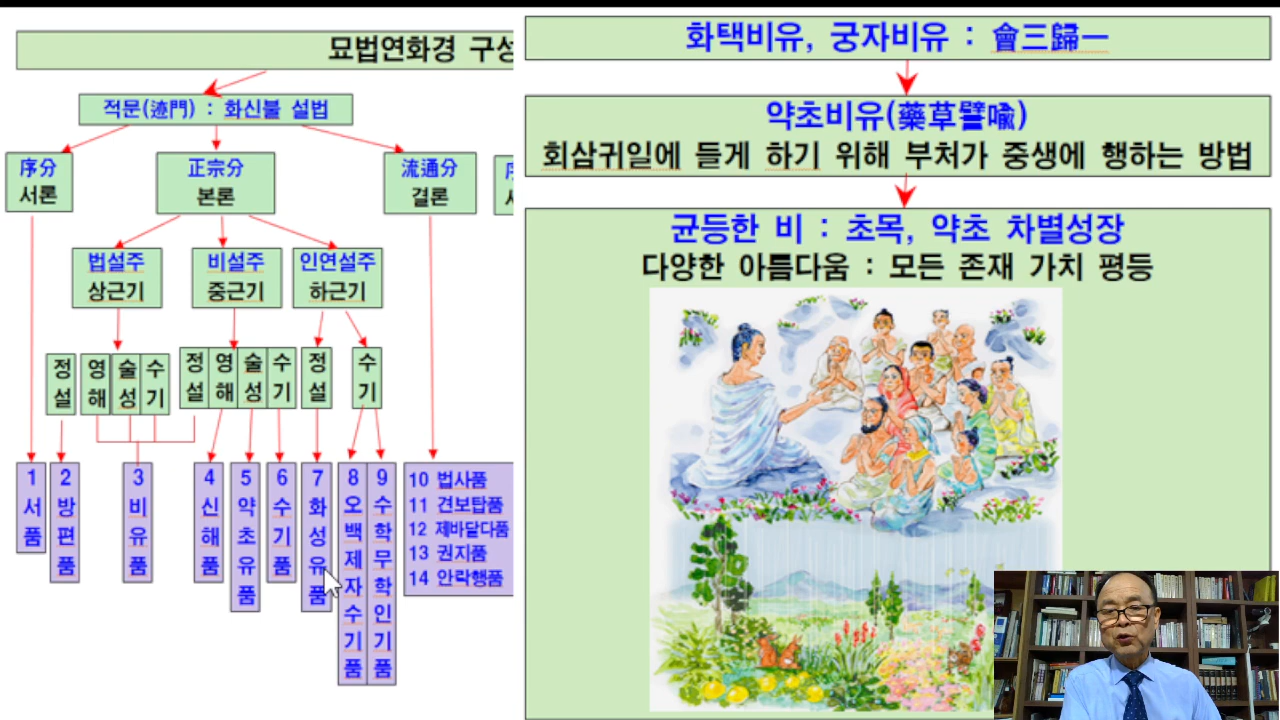 묘법연화경 구성
적문(迹門) : 화신불 설법
序分
서론
正宗分
본론
流通分
결론
법설주
상근기
비설주
중근기
인연설주
하근기
정설
영해
술성
수기
정설
영해
술성
수기
정설
수기
1 서품
2 방편품
3 비유품
4 신해품
5 약초유품
6 수기품
7 화성유품
8 오백제자수기품
9 수학무학인기품
10 법사품
11 견보탑품
12 제바달다품
13 권지품
14 안락행품
화택비유, 궁자비유 : 會三歸一
약초비유(藥草譬喩)
회삼귀일에 들게 하기 위해 부처가 중생에 행하는 방법
균등한 비 : 초목, 약초 차별성장
다양한 아름다움 : 모든 존재 가치 평등